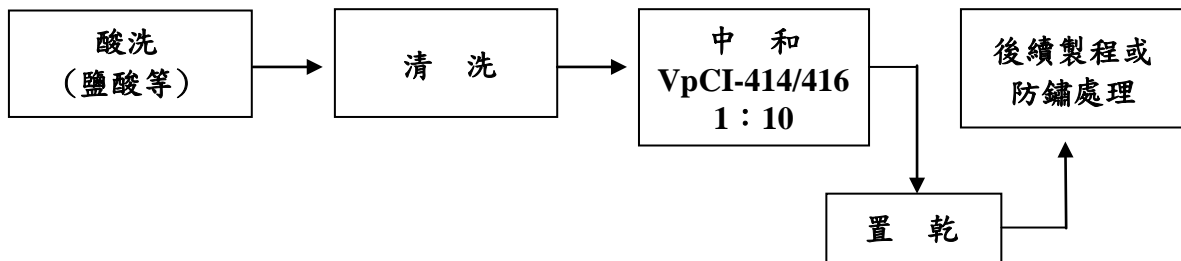 酸洗
(鹽酸等)
清 洗
中 和
VpCI-414/416
1：10
置 乾
後續製程或
防鏽處理